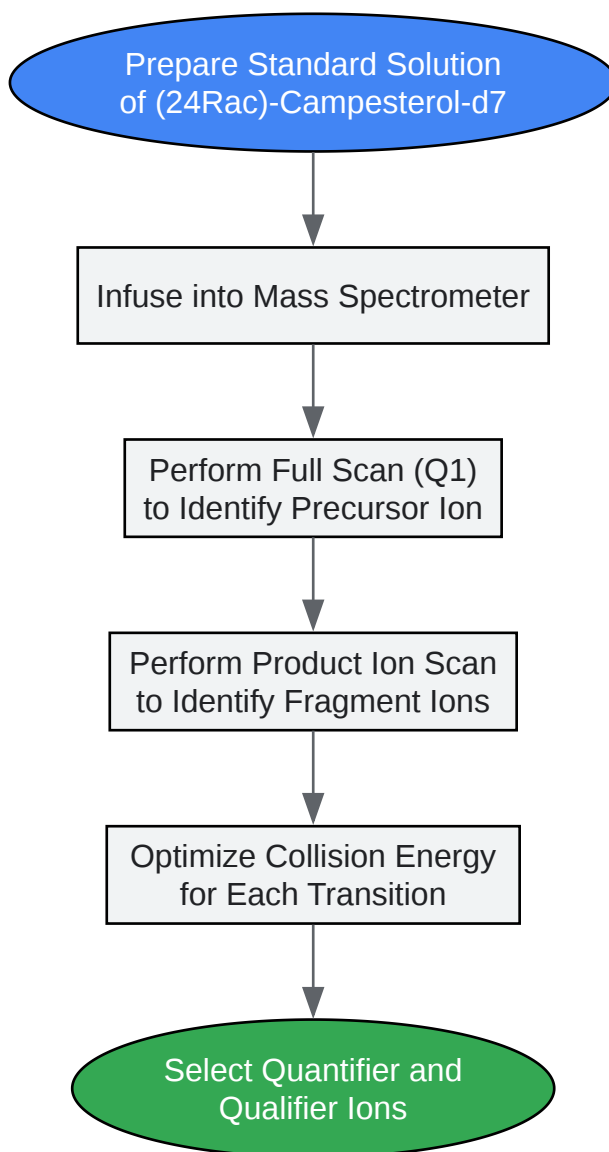 Prepare Standard Solution
of (24Rac)-Campesterol-d7
Infuse into Mass Spectrometer
Perform Full Scan (Q1)
to Identify Precursor Ion
Perform Product Ion Scan
to Identify Fragment Ions
Optimize Collision Energy
for Each Transition
Select Quantifier and
Qualifier Ions